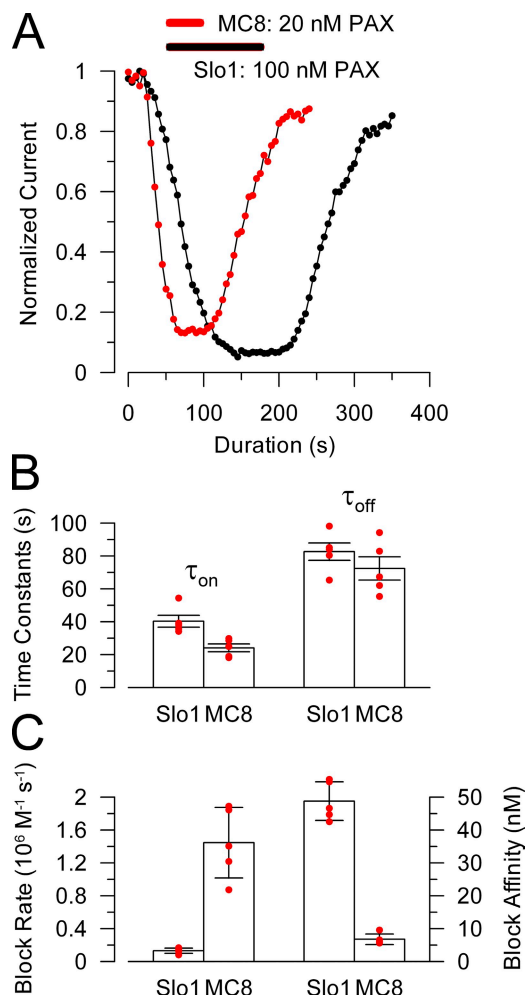 A
MC8: 20 nM PAX
Slo1: 100 nM PAX
1
0.8
0.6
0.4
0.2
0
Normalized Current
0 100 200 300 400
Duration (s)
B
τon
τoff
100
80
60
40
20
0
Time Constants (s)
Slo1 MC8 Slo1 MC8
C
2
1.6
1.2
0.8
0.4
0
Block Rate (10⁶ M⁻¹ s⁻¹)
50
40
30
20
10
0
Block Affinity (nM)
Slo1 MC8 Slo1 MC8